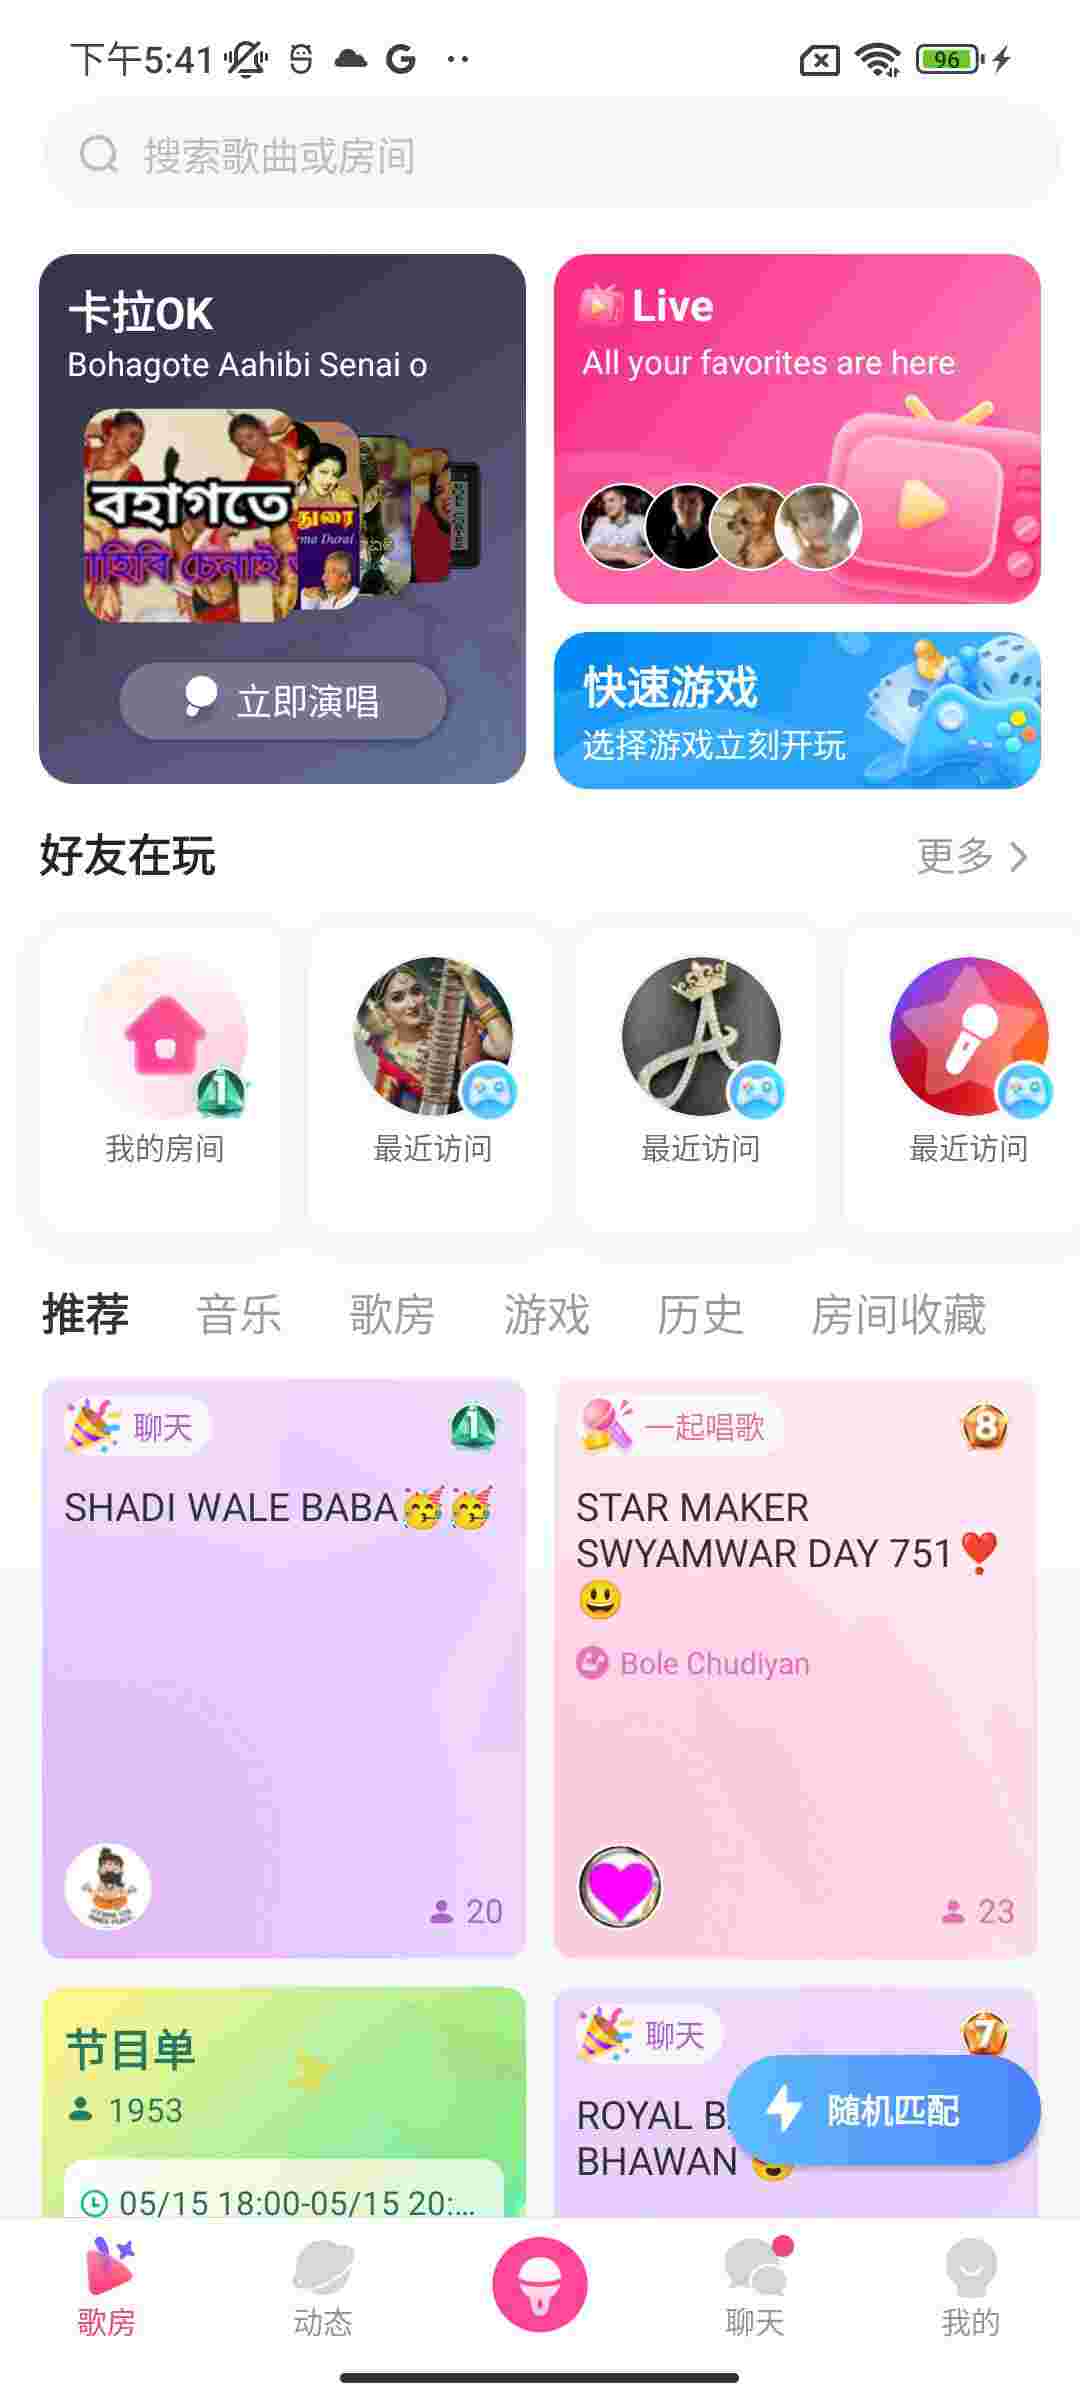 下午5:41
96
搜索歌曲或房间
卡拉OK
Bohagote Aahibi Senai o
বহাগতে
立即演唱
Live
All your favorites are here
快速游戏
选择游戏立刻开玩
好友在玩
更多
1
我的房间
A
最近访问
最近访问
最近访问
推荐 音乐 歌房 游戏 历史 房间收藏
聊天
1
SHADI WALE BABA🥳🥳
20
一起唱歌
8
STAR MAKER
SWYAMWAR DAY 751❣️
😃
Bole Chudiyan
23
节目单
1953
05/15 18:00-05/15 20:...
聊天
7
ROYAL B
BHAWAN
随机匹配
歌房
动态
聊天
我的